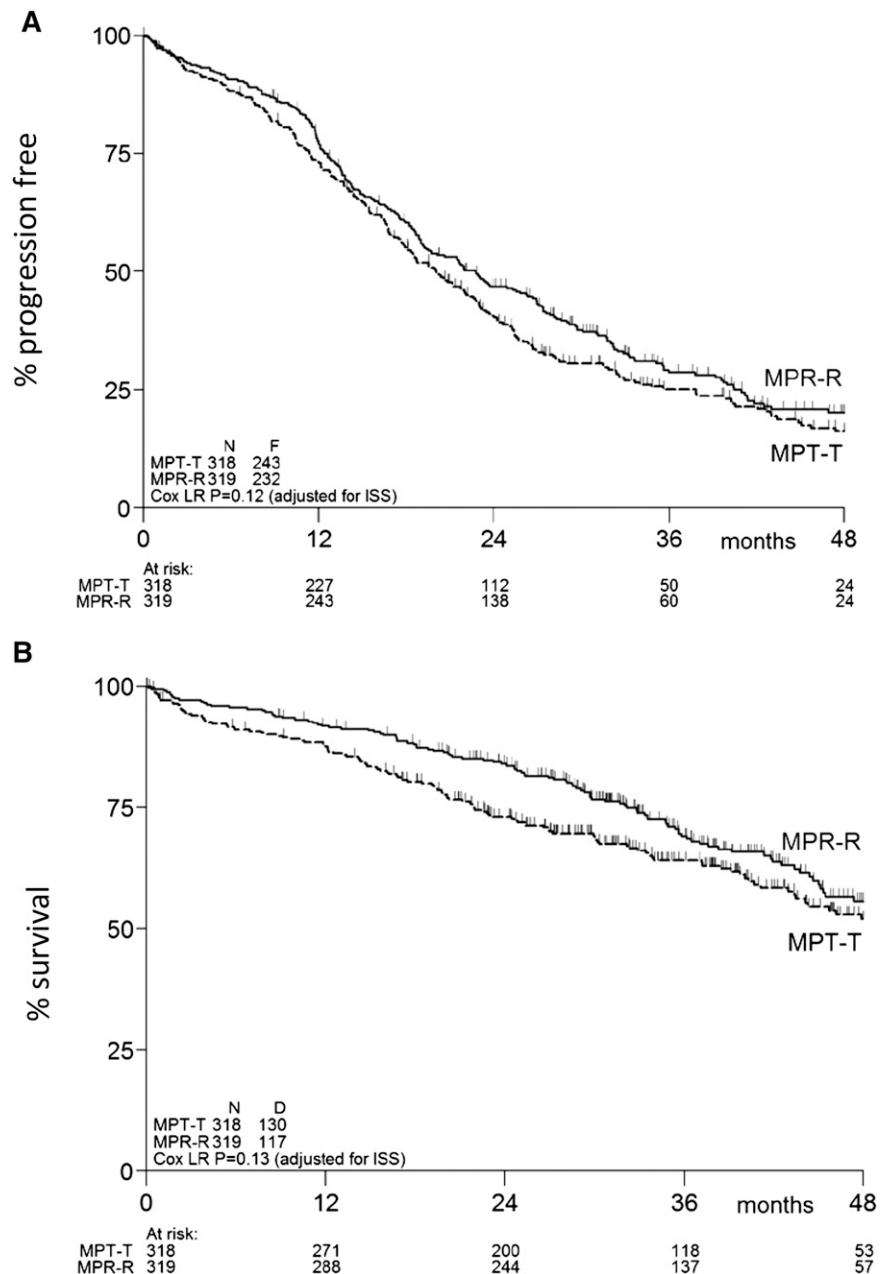 A
100
75
50
25
0
% progression free
MPR-R
MPT-T
N F
MPT-T 318 243
MPR-R 319 232
Cox LR P=0.12 (adjusted for ISS)
0 12 24 36 months 48
At risk:
MPT-T 318 227 112 50 24
MPR-R 319 243 138 60 24
B
100
75
50
25
0
% survival
MPR-R
MPT-T
N D
MPT-T 318 130
MPR-R 319 117
Cox LR P=0.13 (adjusted for ISS)
0 12 24 36 months 48
At risk:
MPT-T 318 271 200 118 53
MPR-R 319 288 244 137 57